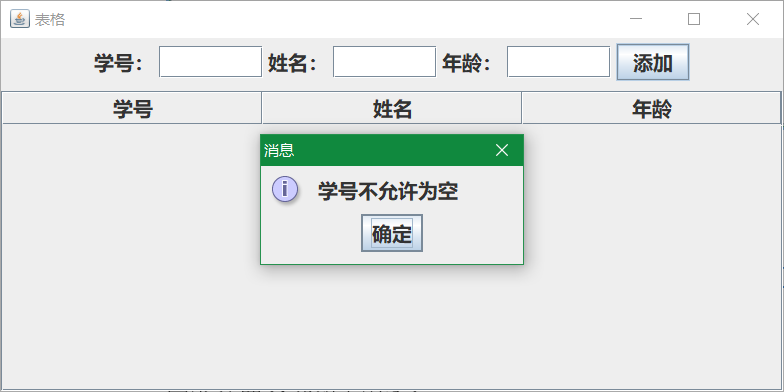 表格
学号： 姓名： 年龄： 添加
学号 姓名 年龄
消息
学号不允许为空
确定